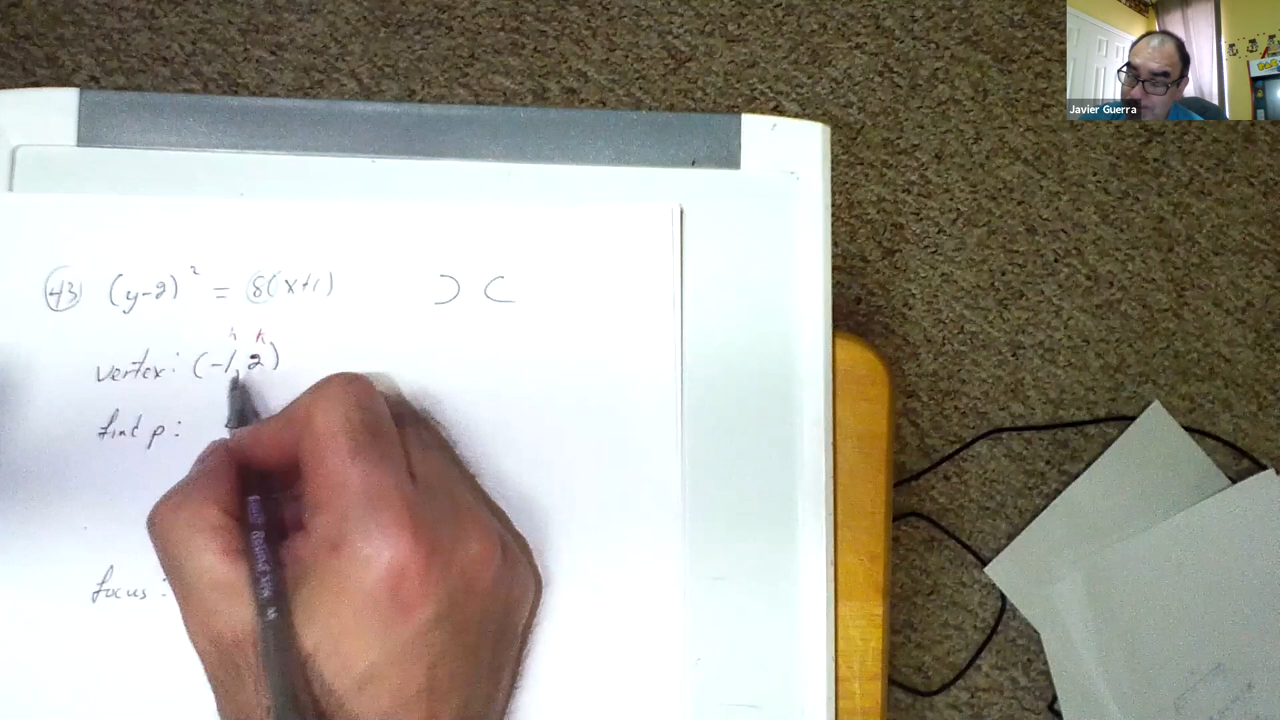 Javier Guerra
43 (y-2)² = 8(x+1)
h k
vertex: (-1, 2)
find p:
focus: